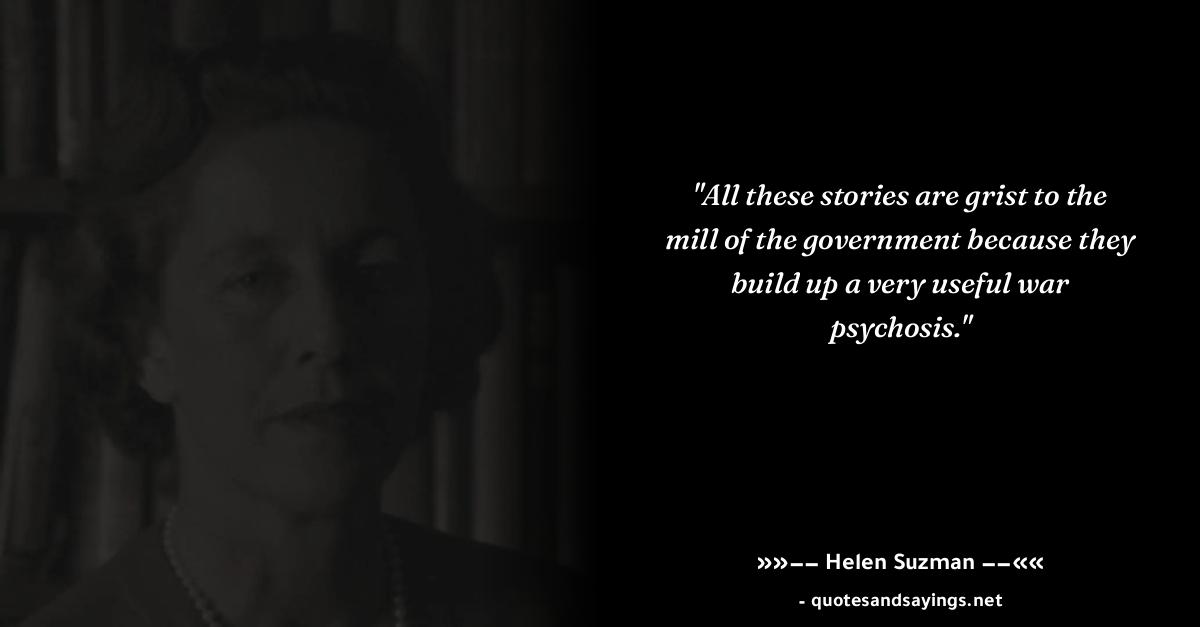 "All these stories are grist to the
mill of the government because they
build up a very useful war
psychosis."
»»−− Helen Suzman −−««
- quotesandsayings.net